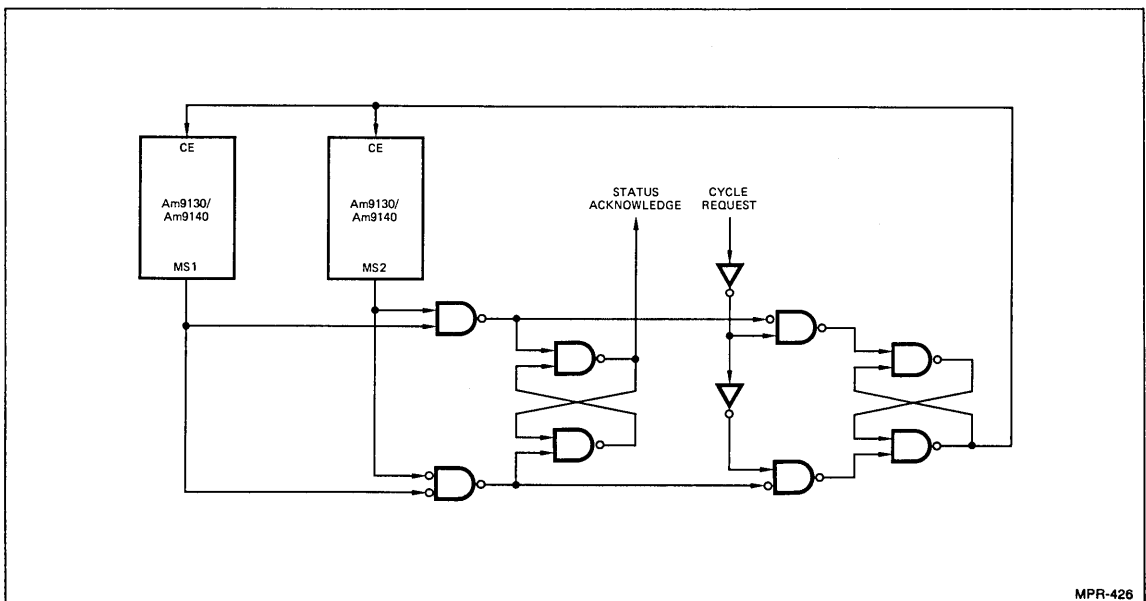 CE
Am9130/
Am9140
MS1
CE
Am9130/
Am9140
MS2
STATUS
ACKNOWLEDGE
CYCLE
REQUEST
MPR-426